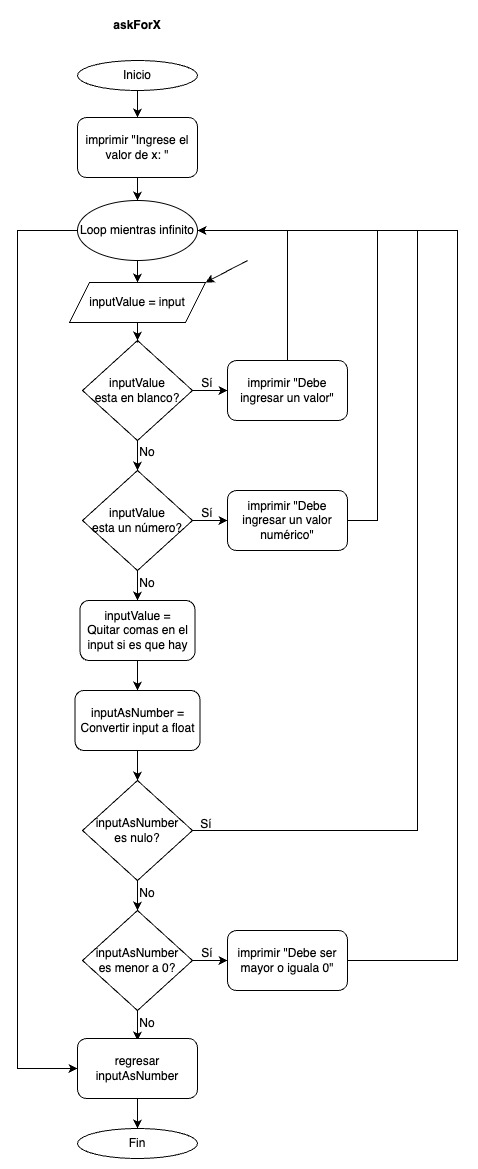 askForX
Inicio
imprimir "Ingrese el
valor de x: "
Loop mientras infinito
inputValue = input
inputValue
esta en blanco?
Sí
imprimir "Debe
ingresar un valor"
No
inputValue
esta un número?
Sí
imprimir "Debe
ingresar un valor
numérico"
No
inputValue =
Quitar comas en el
input si es que hay
inputAsNumber =
Convertir input a float
inputAsNumber
es nulo?
Sí
No
inputAsNumber
es menor a 0?
Sí
imprimir "Debe ser
mayor o iguala 0"
No
regresar
inputAsNumber
Fin